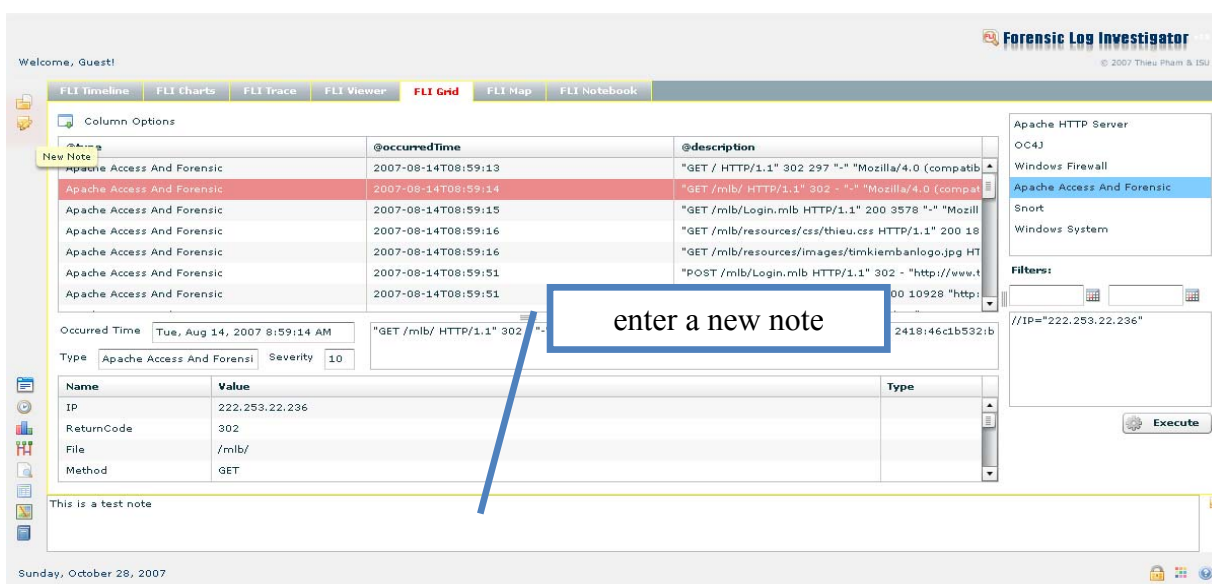 Forensic Log Investigator
Welcome, Guest!
© 2007 Thieu Pham & ISU
FLI Timeline FLI Charts FLI Trace FLI Viewer FLI Grid FLI Map FLI Notebook
Column Options
New Note
@occurredTime @description
Apache Access And Forensic 2007-08-14T08:59:13 "GET / HTTP/1.1" 302 297 "-" "Mozilla/4.0 (compatib
Apache Access And Forensic 2007-08-14T08:59:14 "GET /mlb/ HTTP/1.1" 302 - "-" "Mozilla/4.0 (compat
Apache Access And Forensic 2007-08-14T08:59:15 "GET /mlb/Login.mlb HTTP/1.1" 200 3578 "-" "Mozill
Apache Access And Forensic 2007-08-14T08:59:16 "GET /mlb/resources/css/thieu.css HTTP/1.1" 200 18
Apache Access And Forensic 2007-08-14T08:59:16 "GET /mlb/resources/images/timkiembanlogo.jpg HT
Apache Access And Forensic 2007-08-14T08:59:51 "POST /mlb/Login.mlb HTTP/1.1" 302 - "http://www.t
Apache Access And Forensic 2007-08-14T08:59:51 00 10928 "http:
enter a new note
Occurred Time Tue, Aug 14, 2007 8:59:14 AM "GET /mlb/ HTTP/1.1" 302 - "- 2418:46c1b532:b
Type Apache Access And Forensi Severity 10
Name Value Type
IP 222.253.22.236
ReturnCode 302
File /mlb/
Method GET
Apache HTTP Server
OC4J
Windows Firewall
Apache Access And Forensic
Snort
Windows System
Filters:
//IP="222.253.22.236"
Execute
This is a test note
Sunday, October 28, 2007